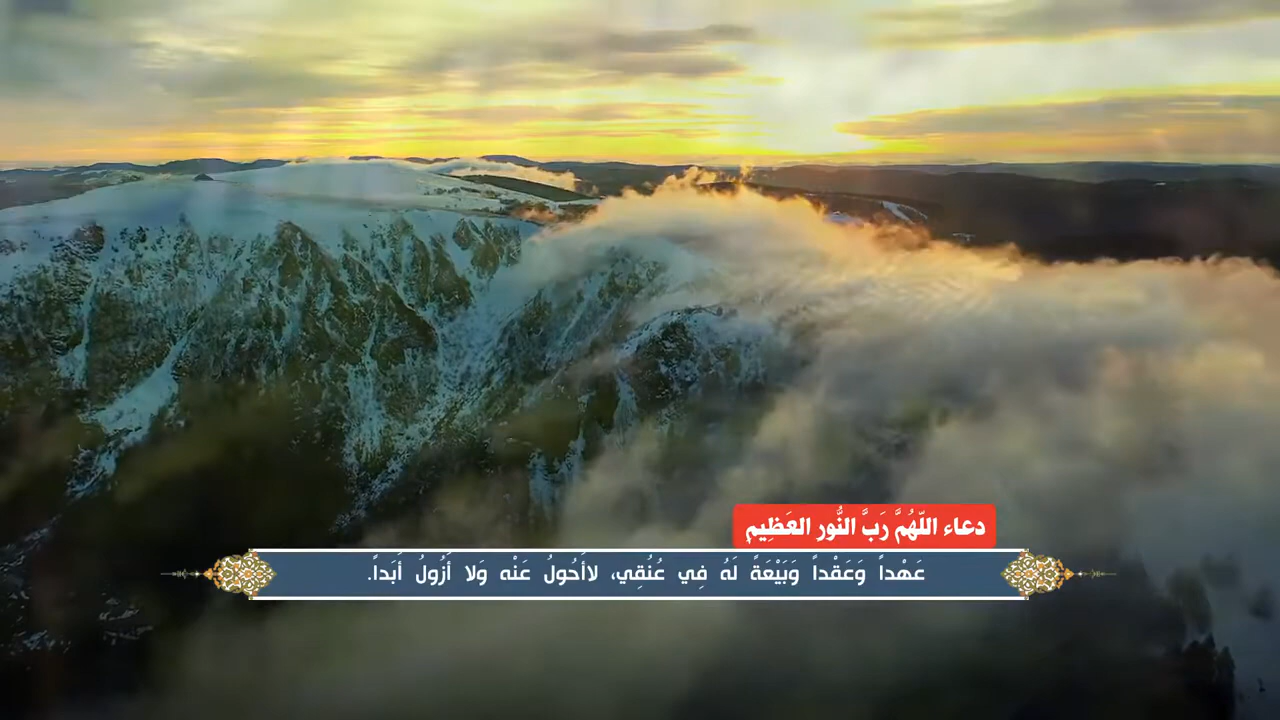 دعاء اللّهُمَّ رَبَّ النُّور العَظِيمِ
عَهْداً وَعَقْداً وَبَيْعَةً لَهُ فِي عُنُقِي، لاأَحُولُ عَنْه وَلا أَزُولُ أَبَداً.